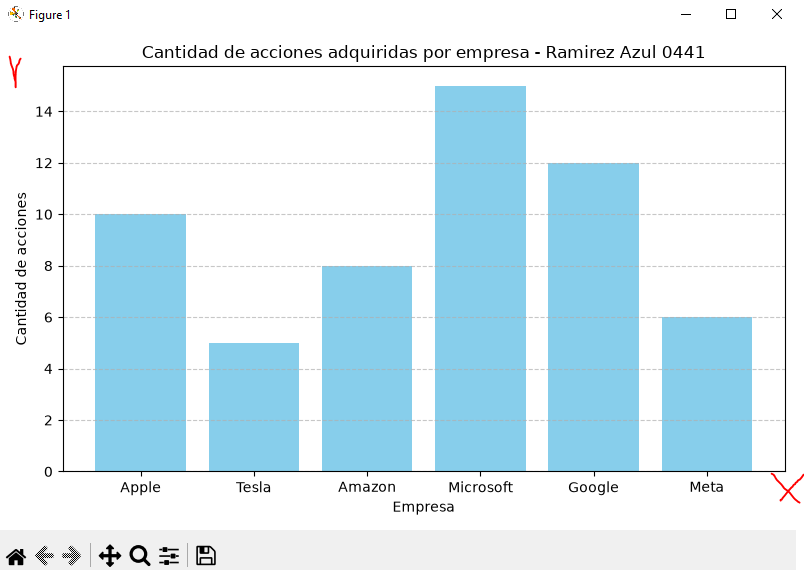 Figure 1
Cantidad de acciones adquiridas por empresa - Ramirez Azul 0441
Y
14
12
10
8
6
4
2
0
Cantidad de acciones
Apple Tesla Amazon Microsoft Google Meta
X
Empresa